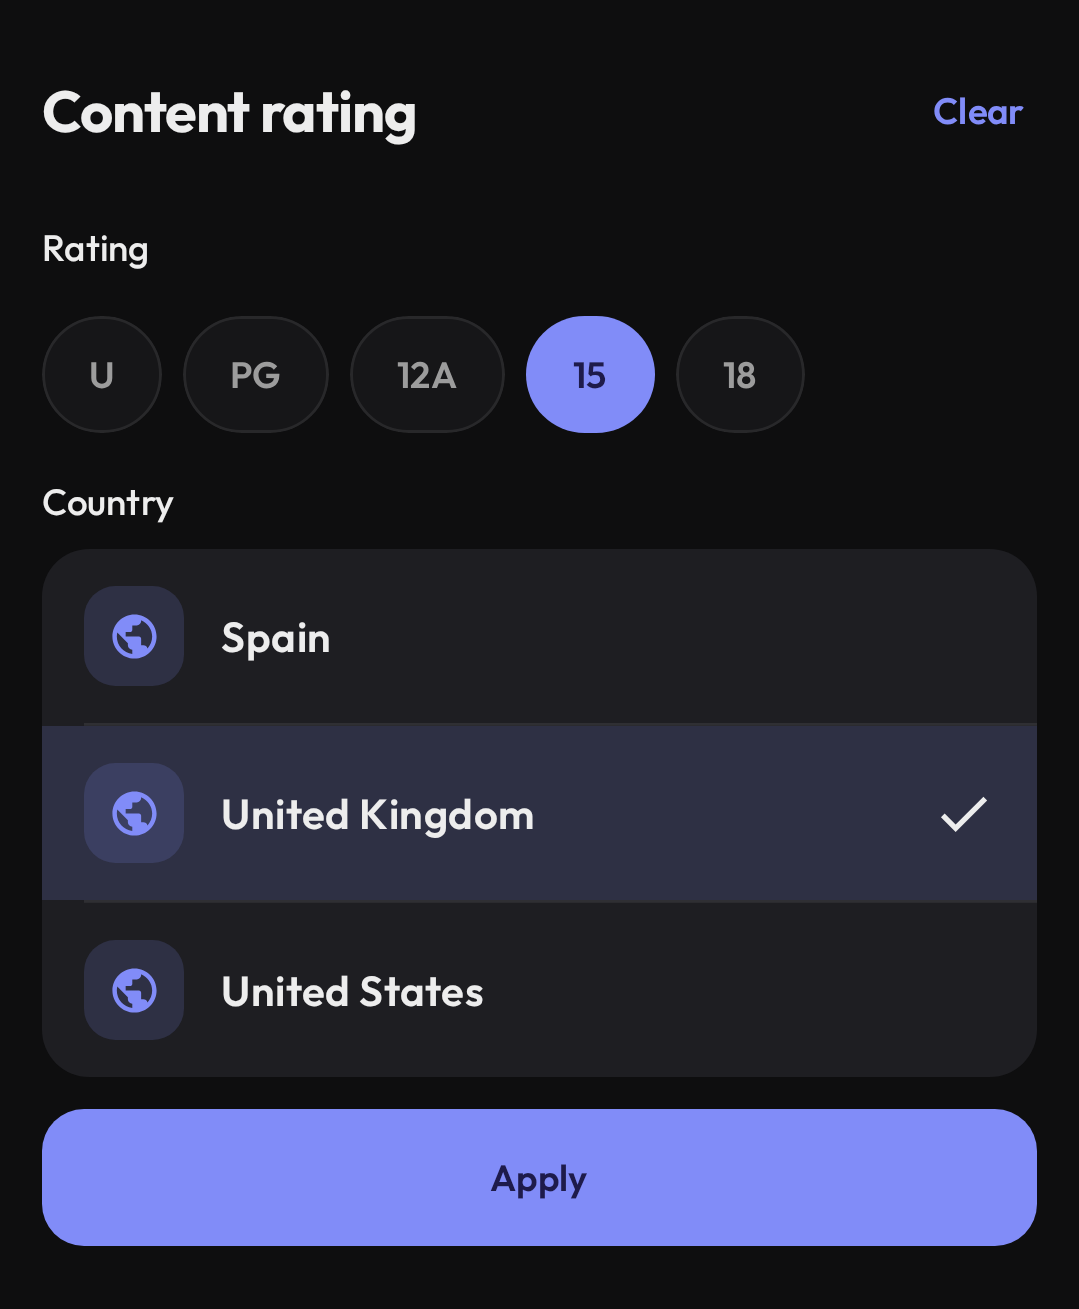 Content rating
Clear
Rating
U PG 12A 15 18
Country
Spain
United Kingdom
United States
Apply